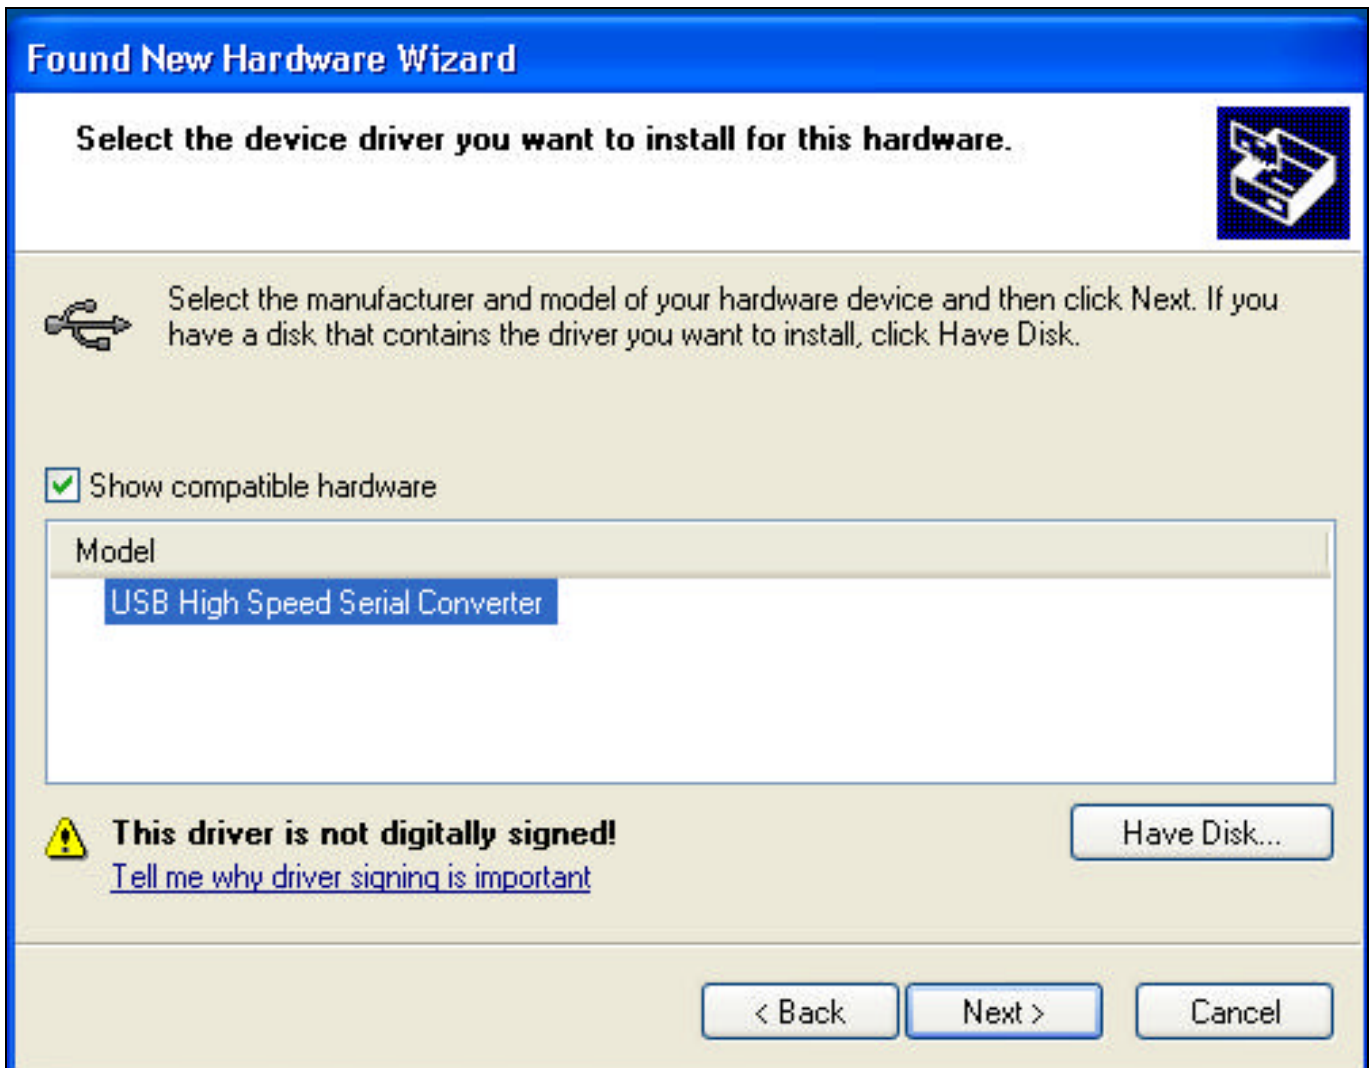 Found New Hardware Wizard
Select the device driver you want to install for this hardware.
Select the manufacturer and model of your hardware device and then click Next. If you
have a disk that contains the driver you want to install, click Have Disk.
Show compatible hardware
Model
USB High Speed Serial Converter
This driver is not digitally signed!
Have Disk...
Tell me why driver signing is important
< Back
Next >
Cancel